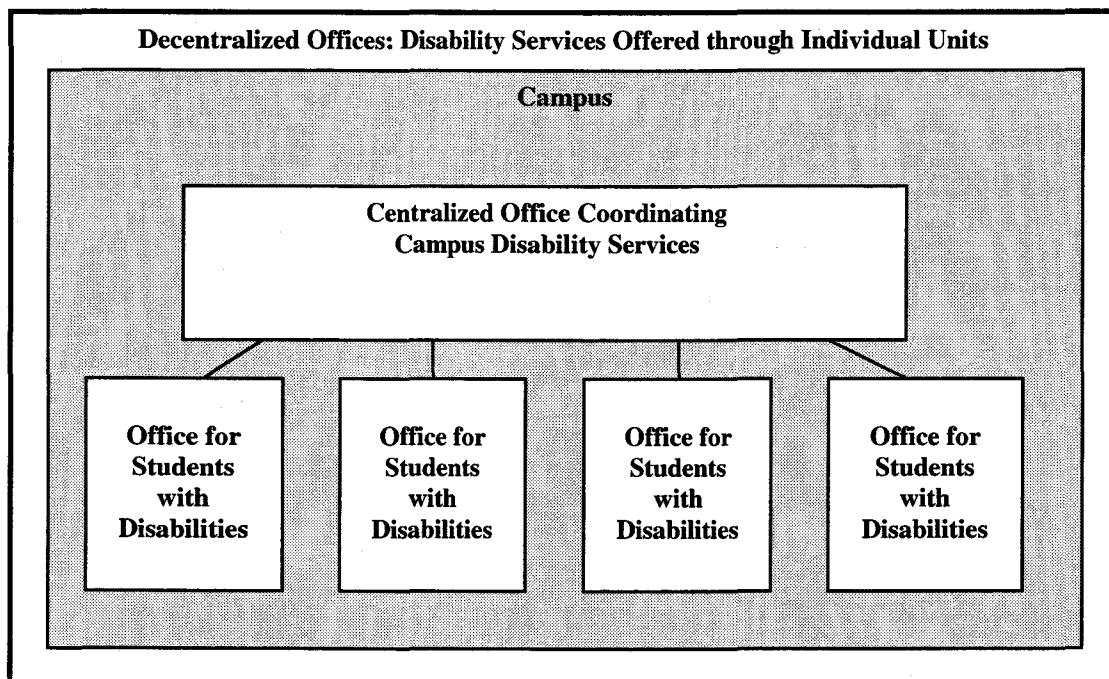 Decentralized Offices: Disability Services Offered through Individual Units
Campus
Centralized Office Coordinating
Campus Disability Services
Office for
Students
with
Disabilities
Office for
Students
with
Disabilities
Office for
Students
with
Disabilities
Office for
Students
with
Disabilities